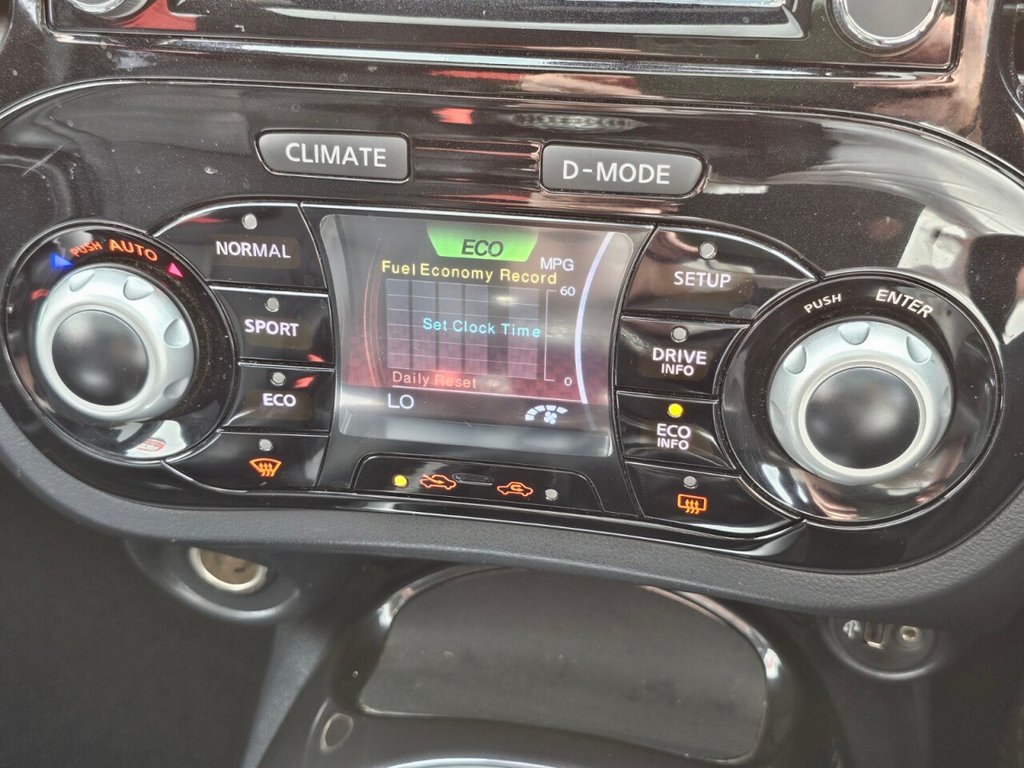 CLIMATE
D-MODE
PUSH AUTO
NORMAL
SPORT
ECO
ECO
MPG
Fuel Economy Record
60
Set Clock Time
0
Daily Reset
LO
SETUP
DRIVE
INFO
ECO
INFO
PUSH ENTER